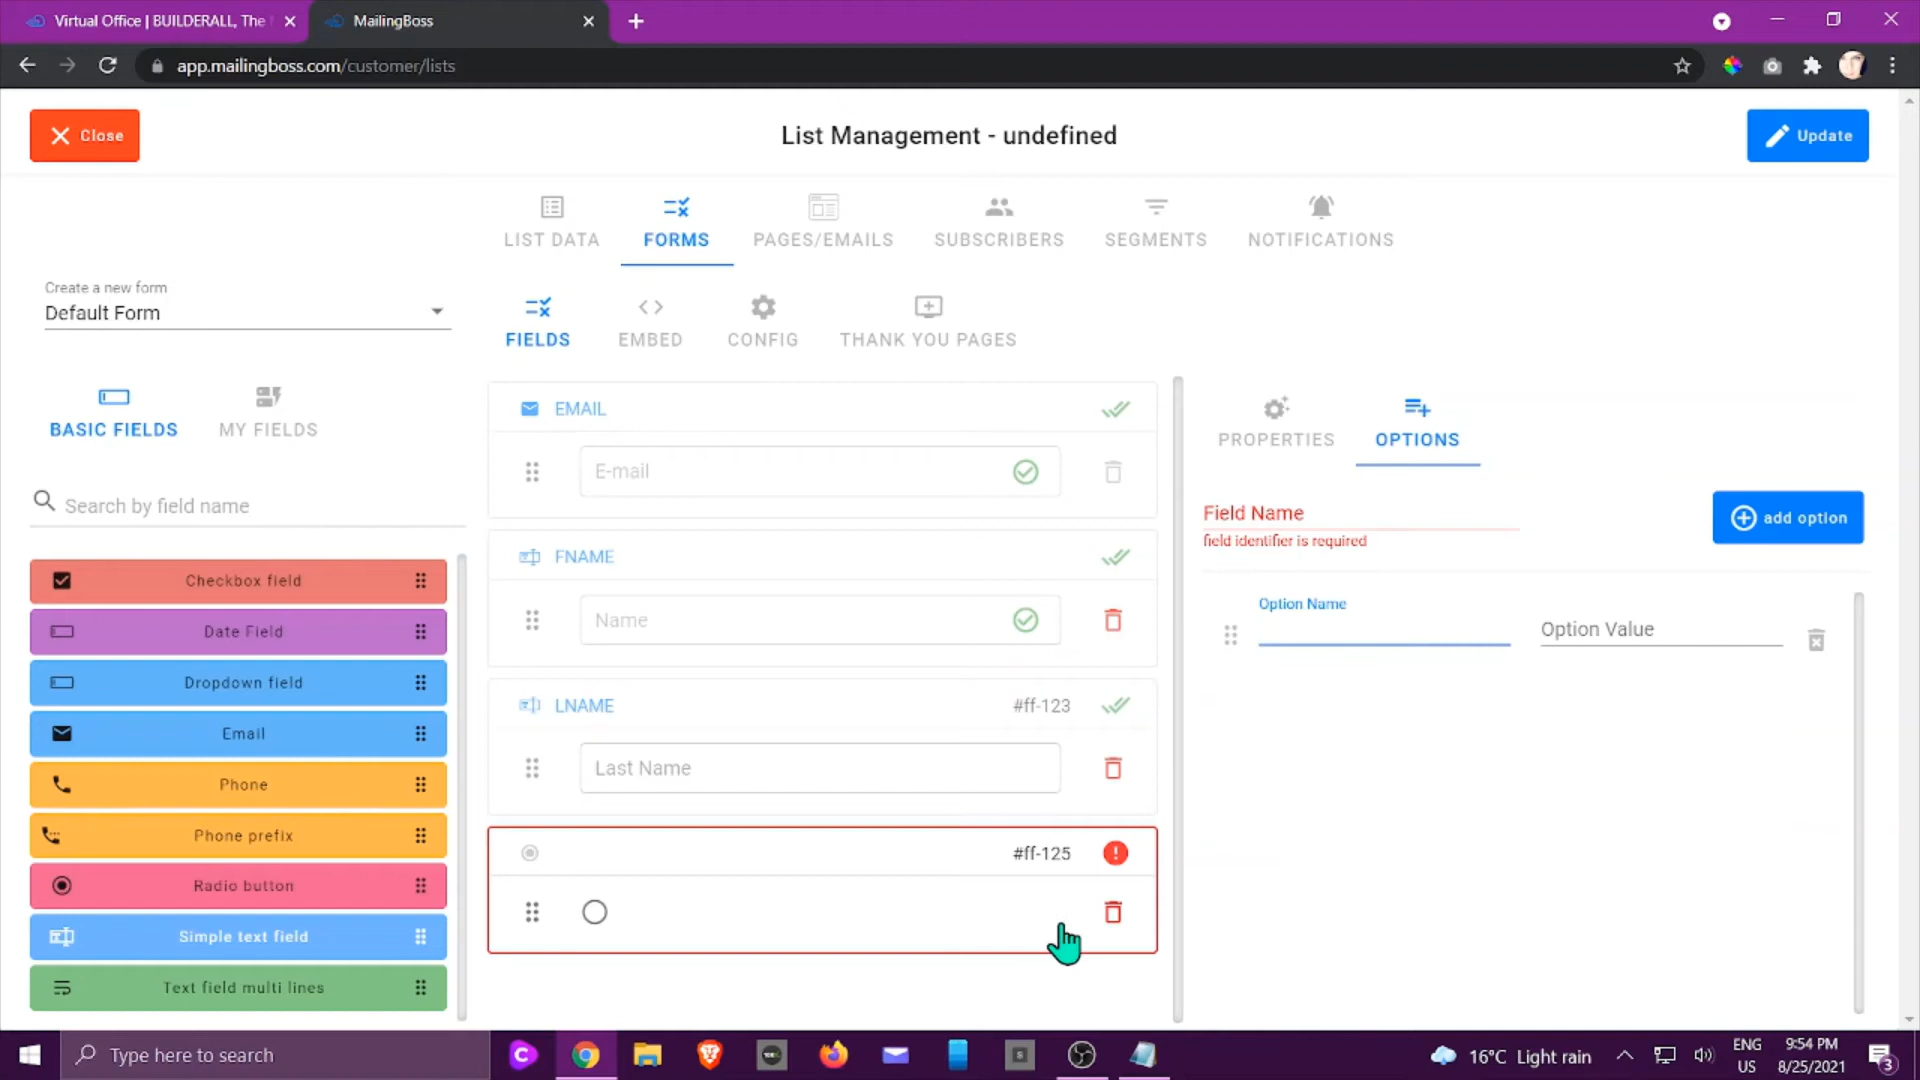 Virtual Office | BUILDERALL, The
MailingBoss
app.mailingboss.com/customer/lists
Close
List Management - undefined
Update
LIST DATA
FORMS
PAGES/EMAILS
SUBSCRIBERS
SEGMENTS
NOTIFICATIONS
Create a new form
Default Form
FIELDS
EMBED
CONFIG
THANK YOU PAGES
BASIC FIELDS
MY FIELDS
Search by field name
Checkbox field
Date Field
Dropdown field
Email
Phone
Phone prefix
Radio button
Simple text field
Text field multi lines
EMAIL
E-mail
FNAME
Name
LNAME #ff-123
Last Name
#ff-125
PROPERTIES
OPTIONS
Field Name
field identifier is required
add option
Option Name
Option Value
Type here to search
16°C Light rain
ENG
US
9:54 PM
8/25/2021
3